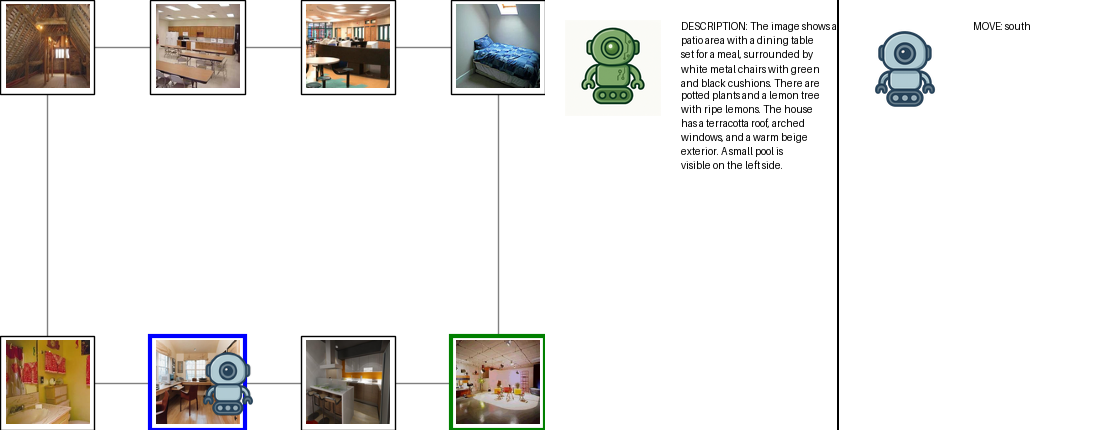 DESCRIPTION: The image shows a
patio area with a dining table
set for a meal, surrounded by
white metal chairs with green
and black cushions. There are
potted plants and a lemon tree
with ripe lemons. The house
has a terracotta roof, arched
windows, and a warm beige
exterior. A small pool is
visible on the left side.
MOVE: south